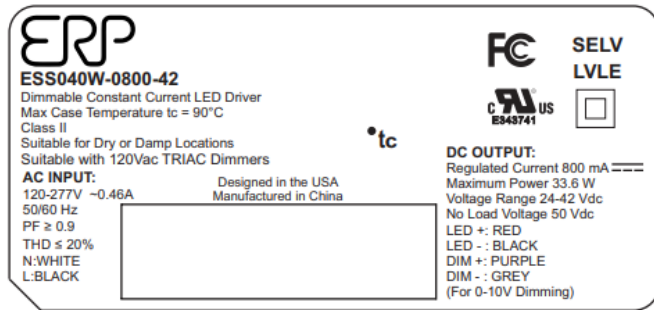 ERP
ESS040W-0800-42
Dimmable Constant Current LED Driver
Max Case Temperature tc = 90°C
Class II
Suitable for Dry or Damp Locations
Suitable with 120Vac TRIAC Dimmers
AC INPUT:
120-277V ~0.46A
50/60 Hz
PF ≥ 0.9
THD ≤ 20%
N:WHITE
L:BLACK
Designed in the USA
Manufactured in China
•tc
FC
SELV
LVLE
c RU US
E343741
DC OUTPUT:
Regulated Current 800 mA
Maximum Power 33.6 W
Voltage Range 24-42 Vdc
No Load Voltage 50 Vdc
LED +: RED
LED - : BLACK
DIM +: PURPLE
DIM - : GREY
(For 0-10V Dimming)